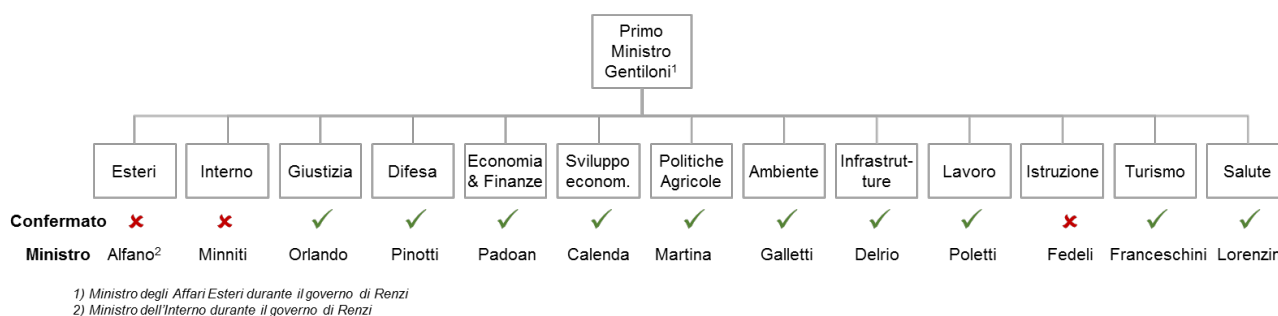 Primo
Ministro
Gentiloni¹
Esteri
Interno
Giustizia
Difesa
Economia
& Finanze
Sviluppo
econom.
Politiche
Agricole
Ambiente
Infrastrut-
ture
Lavoro
Istruzione
Turismo
Salute
Confermato ✘ ✘ ✓ ✓ ✓ ✓ ✓ ✓ ✓ ✓ ✘ ✓ ✓
Ministro Alfano² Minniti Orlando Pinotti Padoan Calenda Martina Galletti Delrio Poletti Fedeli Franceschini Lorenzin
1) Ministro degli Affari Esteri durante il governo di Renzi
2) Ministro dell'Interno durante il governo di Renzi